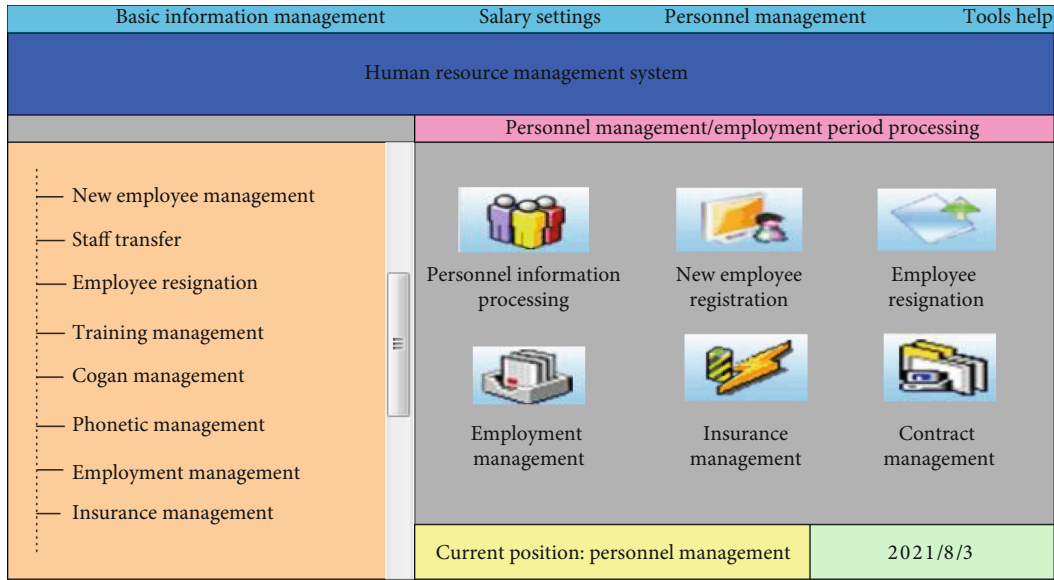 Basic information management Salary settings Personnel management Tools help
Human resource management system
Personnel management/employment period processing
New employee management
Staff transfer
Employee resignation
Training management
Cogan management
Phonetic management
Employment management
Insurance management
Personnel information
processing
New employee
registration
Employee
resignation
Employment
management
Insurance
management
Contract
management
Current position: personnel management
2021/8/3